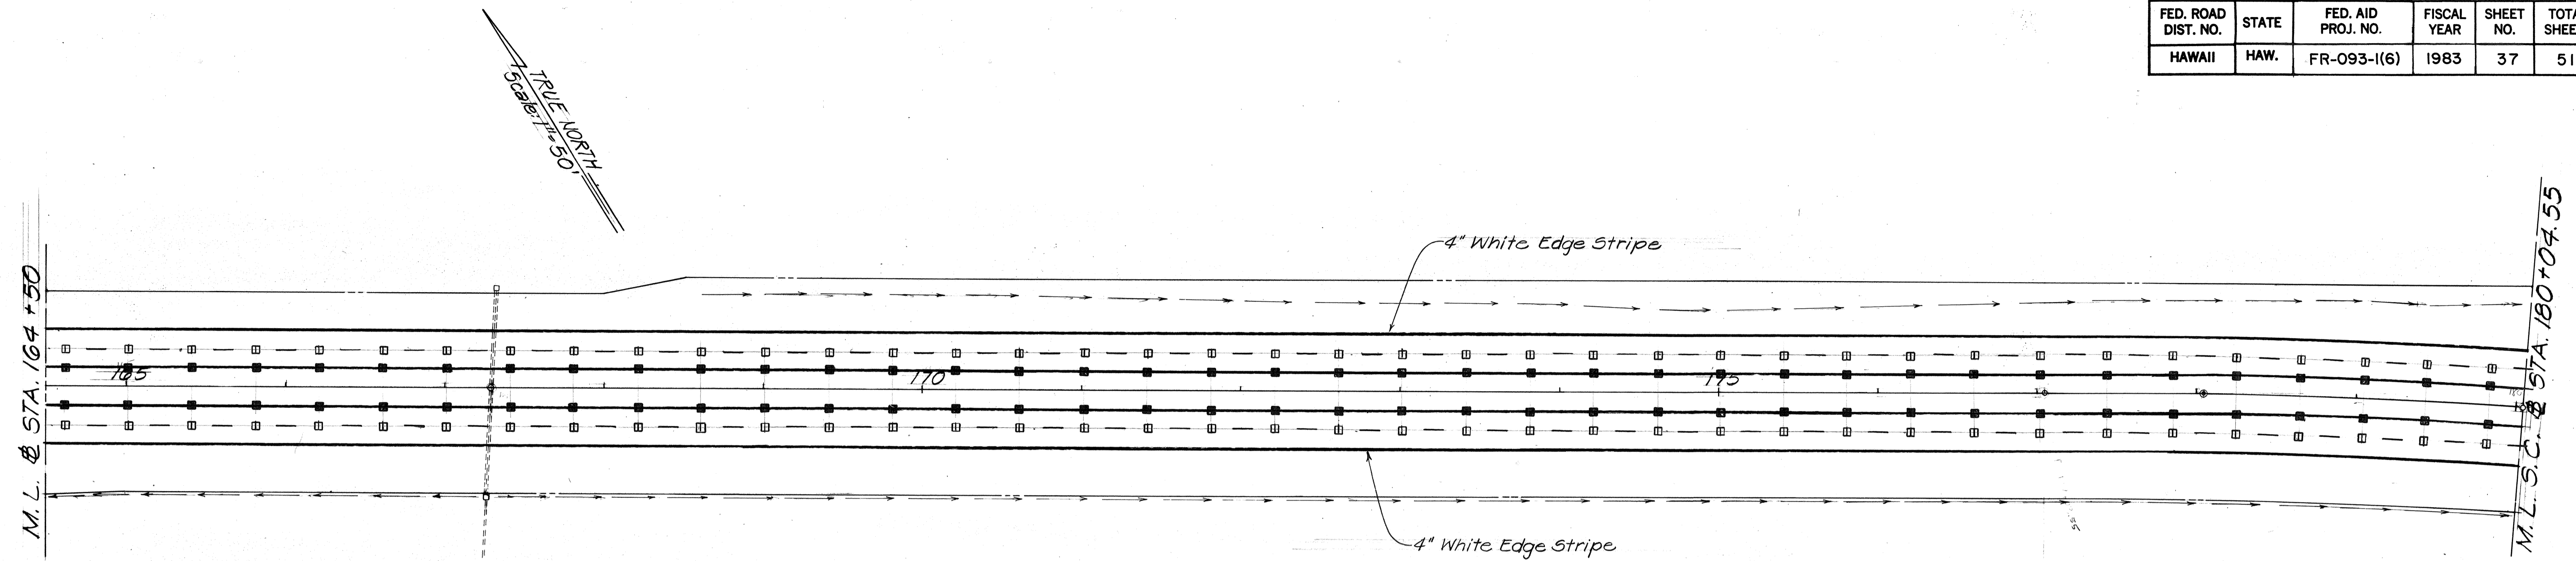 FED. ROAD DIST. NO. STATE FED. AID PROJ. NO. FISCAL YEAR SHEET NO.
HAWAII HAW. FR-093-1(6) 1983 37 51
TRUE NORTH
Scale: 1"=50'
4" White Edge Stripe
M. L. ℄ STA. 164+50
165
170
175
M. L. S.C. ℄ STA. 180+04.55
4" White Edge Stripe